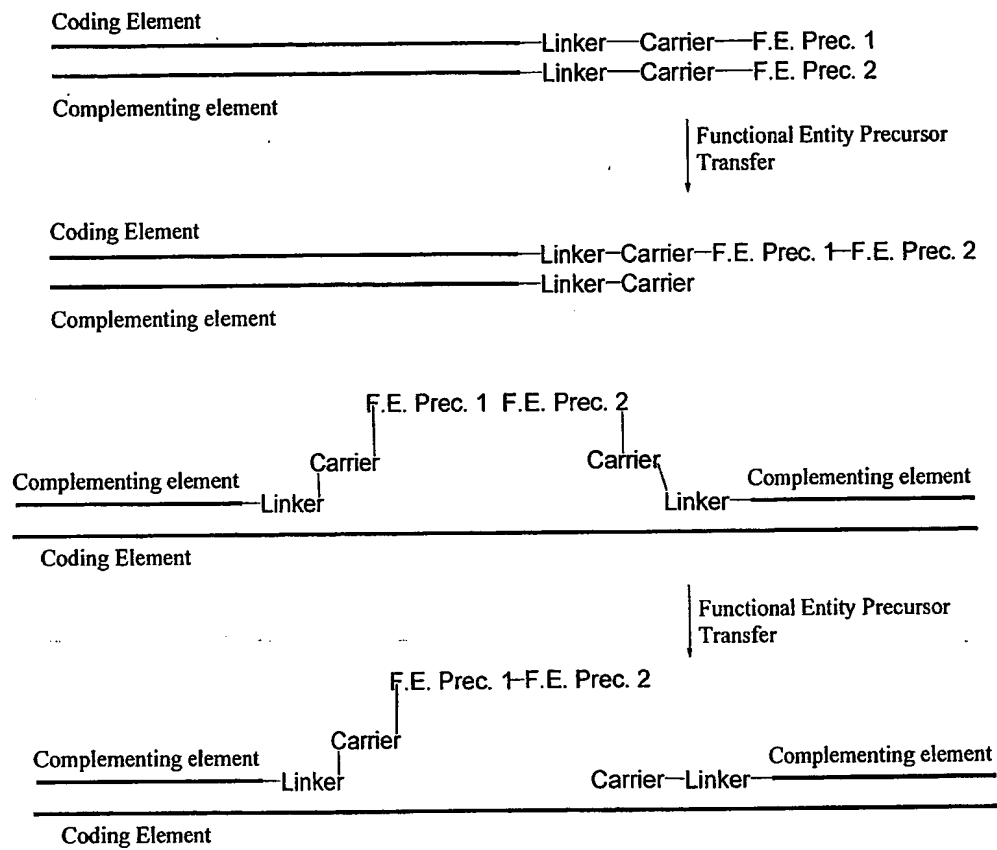 Coding Element
Linker—Carrier—F.E. Prec. 1
Linker—Carrier—F.E. Prec. 2
Complementing element
Functional Entity Precursor
Transfer
Coding Element
Linker–Carrier–F.E. Prec. 1–F.E. Prec. 2
Linker–Carrier
Complementing element
F.E. Prec. 1 F.E. Prec. 2
Carrier Carrier
Complementing element Complementing element
Linker Linker
Coding Element
Functional Entity Precursor
Transfer
F.E. Prec. 1–F.E. Prec. 2
Carrier
Complementing element Complementing element
Linker Carrier–Linker
Coding Element